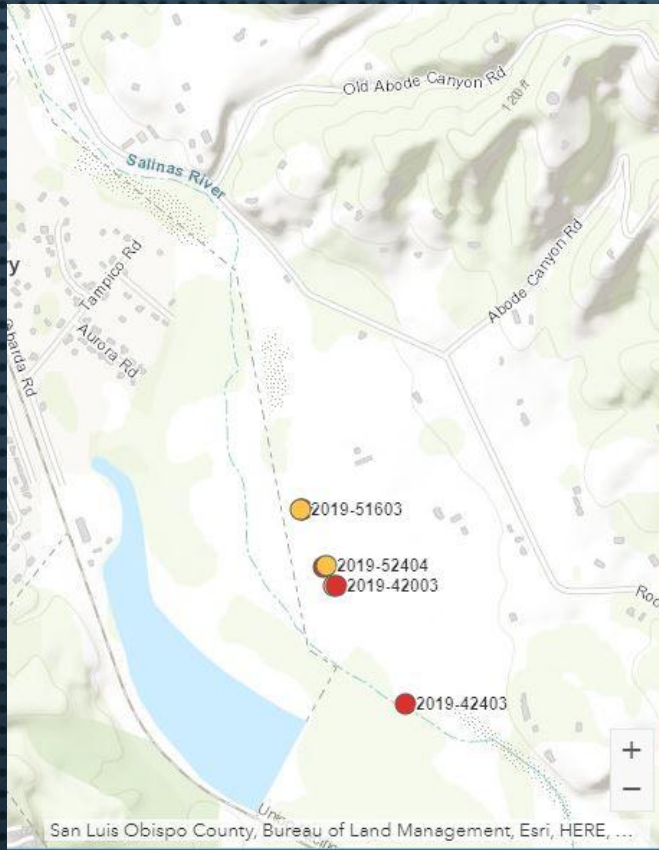 Old Abode Canyon Rd
1200 ft
Salinas River
Abode Canyon Rd
Tampico Rd
Aurora Rd
2019-51603
2019-52404
2019-42003
2019-42403
+
−
San Luis Obispo County, Bureau of Land Management, Esri, HERE, ...